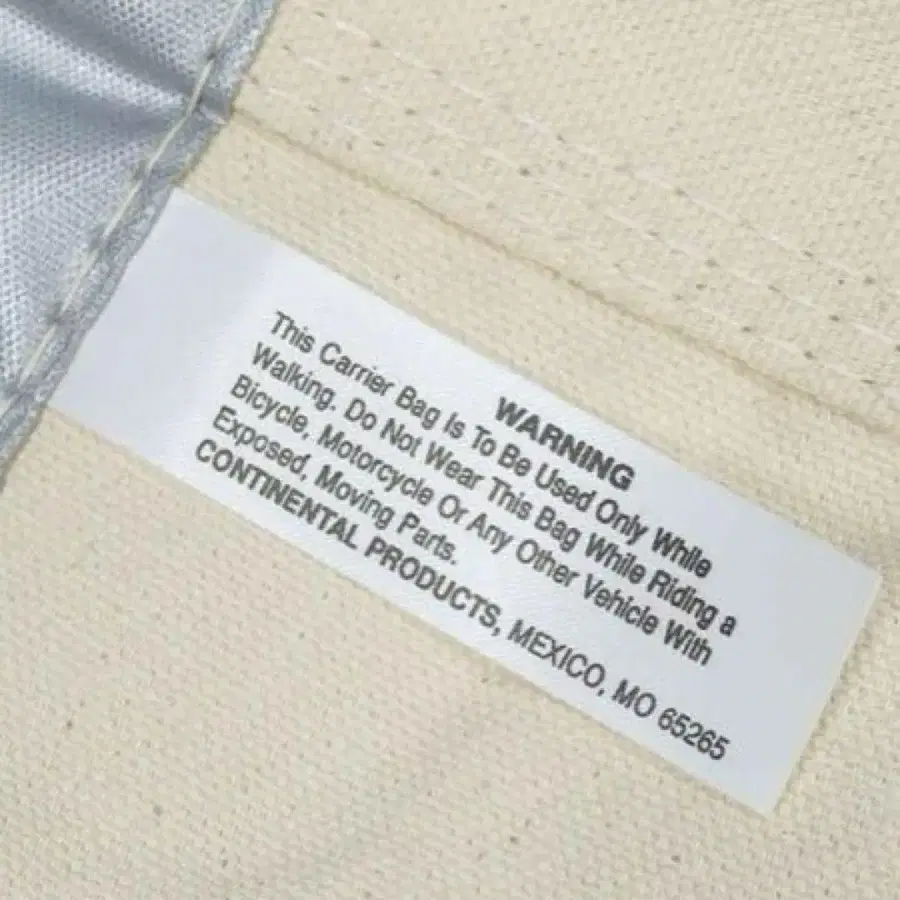 WARNING
This Carrier Bag Is To Be Used Only While
Walking. Do Not Wear This Bag While Riding a
Bicycle, Motorcycle Or Any Other Vehicle With
Exposed, Moving Parts.
CONTINENTAL PRODUCTS, MEXICO, MO 65265